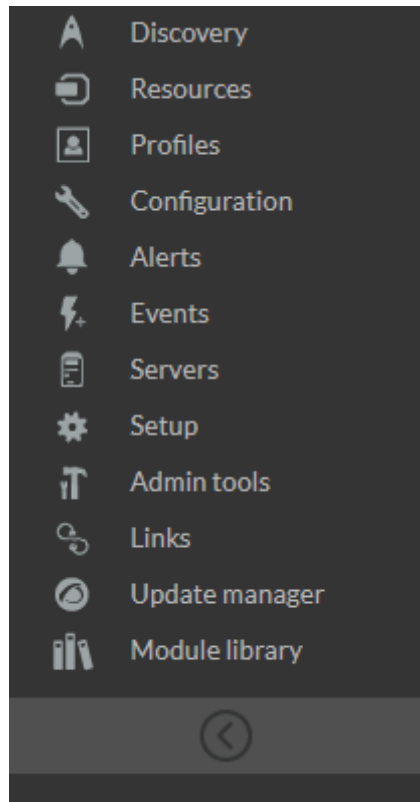 Discovery
Resources
Profiles
Configuration
Alerts
Events
Servers
Setup
Admin tools
Links
Update manager
Module library